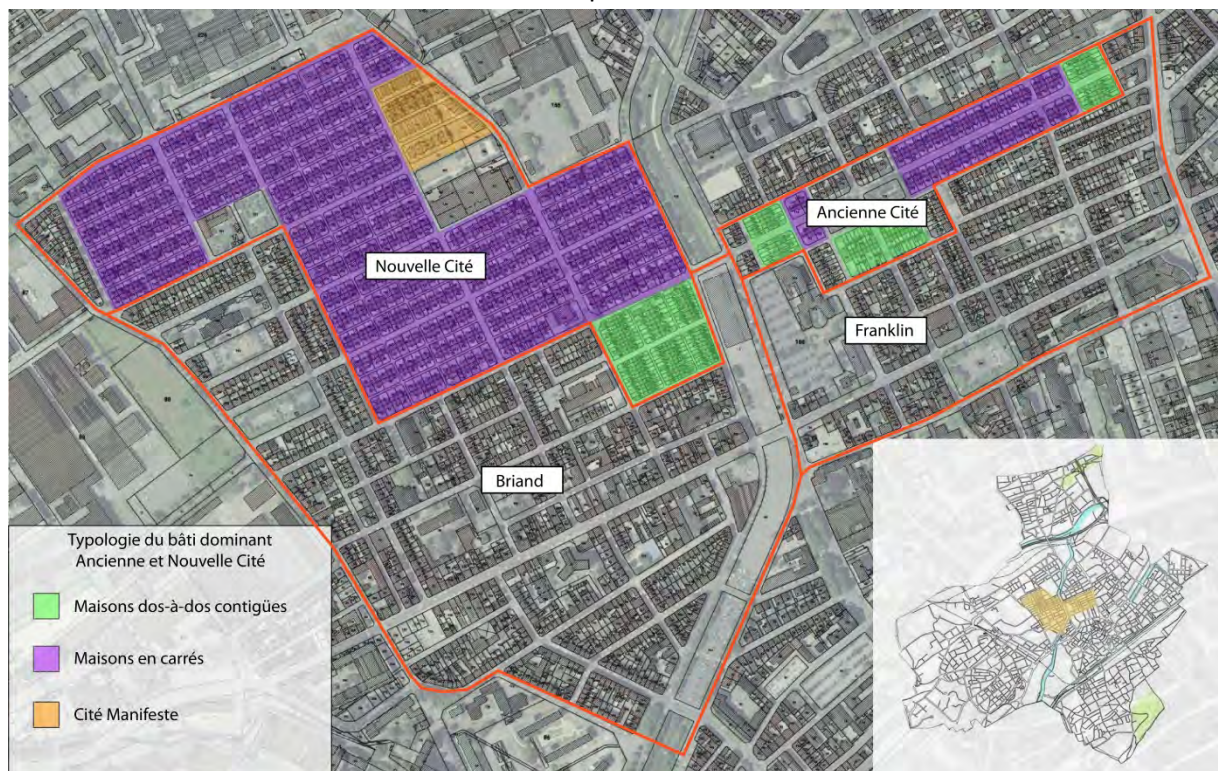 Ancienne Cité
Nouvelle Cité
Franklin
Briand
Typologie du bâti dominant
Ancienne et Nouvelle Cité
Maisons dos-à-dos contigües
Maisons en carrés
Cité Manifeste